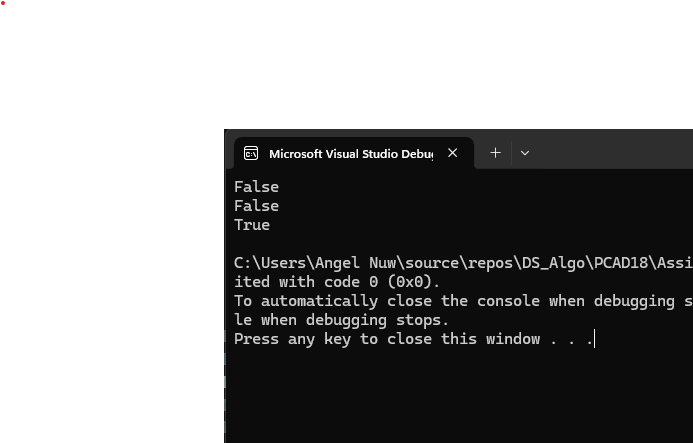 Microsoft Visual Studio Debug
False
False
True
C:\Users\Angel Nuw\source\repos\DS_Algo\PCAD18\Assi
ited with code 0 (0x0).
To automatically close the console when debugging s
le when debugging stops.
Press any key to close this window . . .